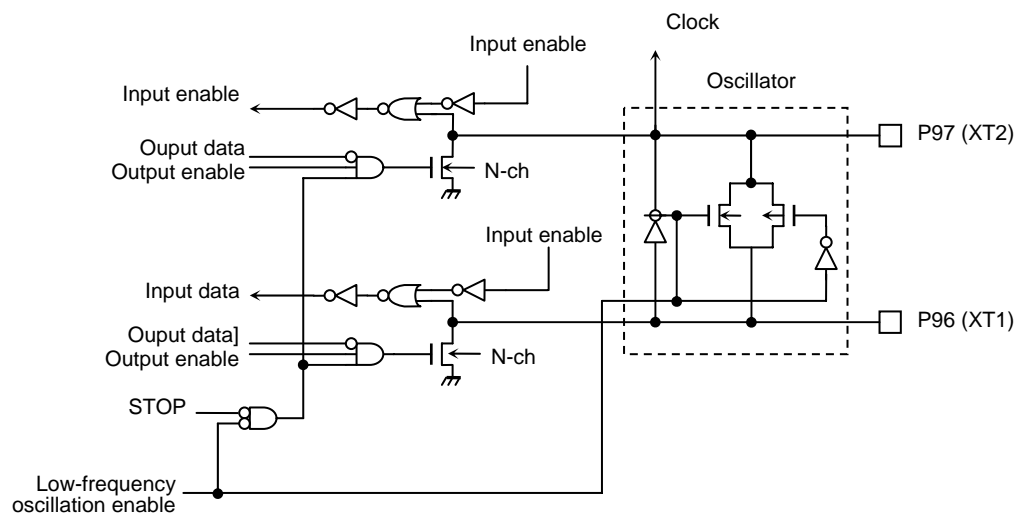 Clock
Input enable
Oscillator
Input enable
P97 (XT2)
Ouput data
Output enable
N-ch
Input enable
Input data
P96 (XT1)
Ouput data]
Output enable
N-ch
STOP
Low-frequency
oscillation enable